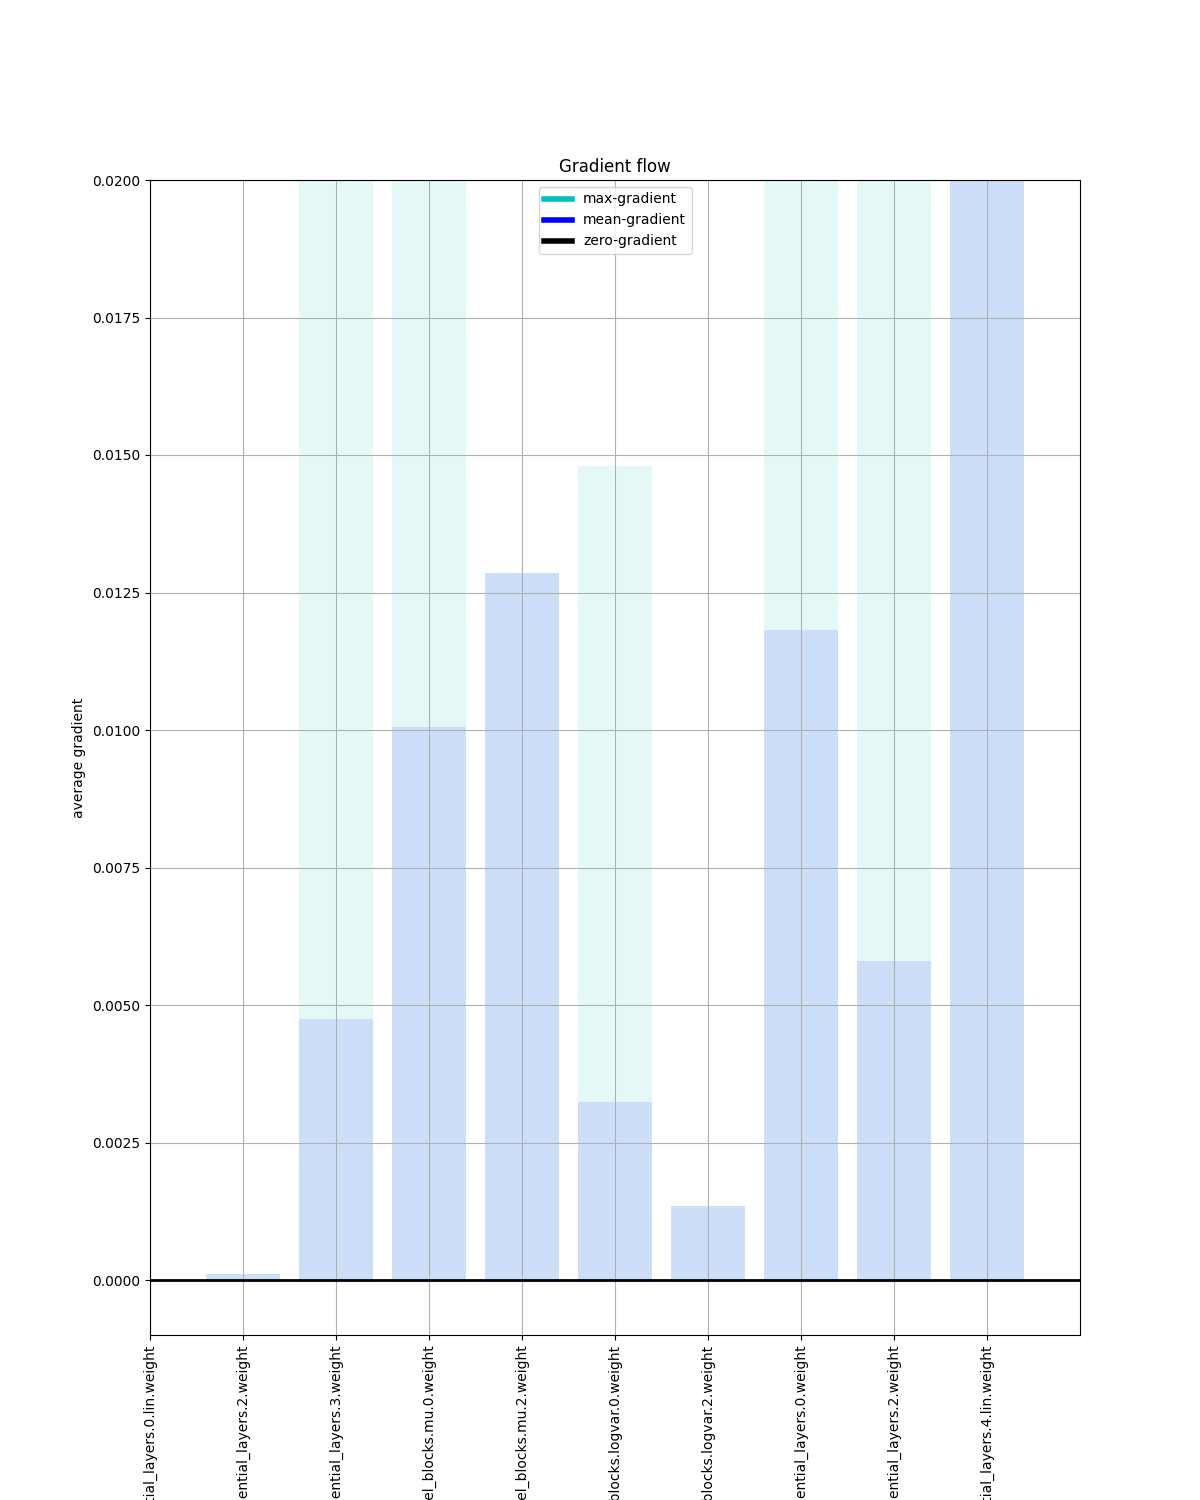 Gradient flow
max-gradient
mean-gradient
zero-gradient
0.0200
0.0175
0.0150
0.0125
0.0100
0.0075
0.0050
0.0025
0.0000
average gradient
tial_layers.0.lin.weight
ential_layers.2.weight
ential_layers.3.weight
el_blocks.mu.0.weight
el_blocks.mu.2.weight
blocks.logvar.0.weight
blocks.logvar.2.weight
ential_layers.0.weight
ential_layers.2.weight
tial_layers.4.lin.weight